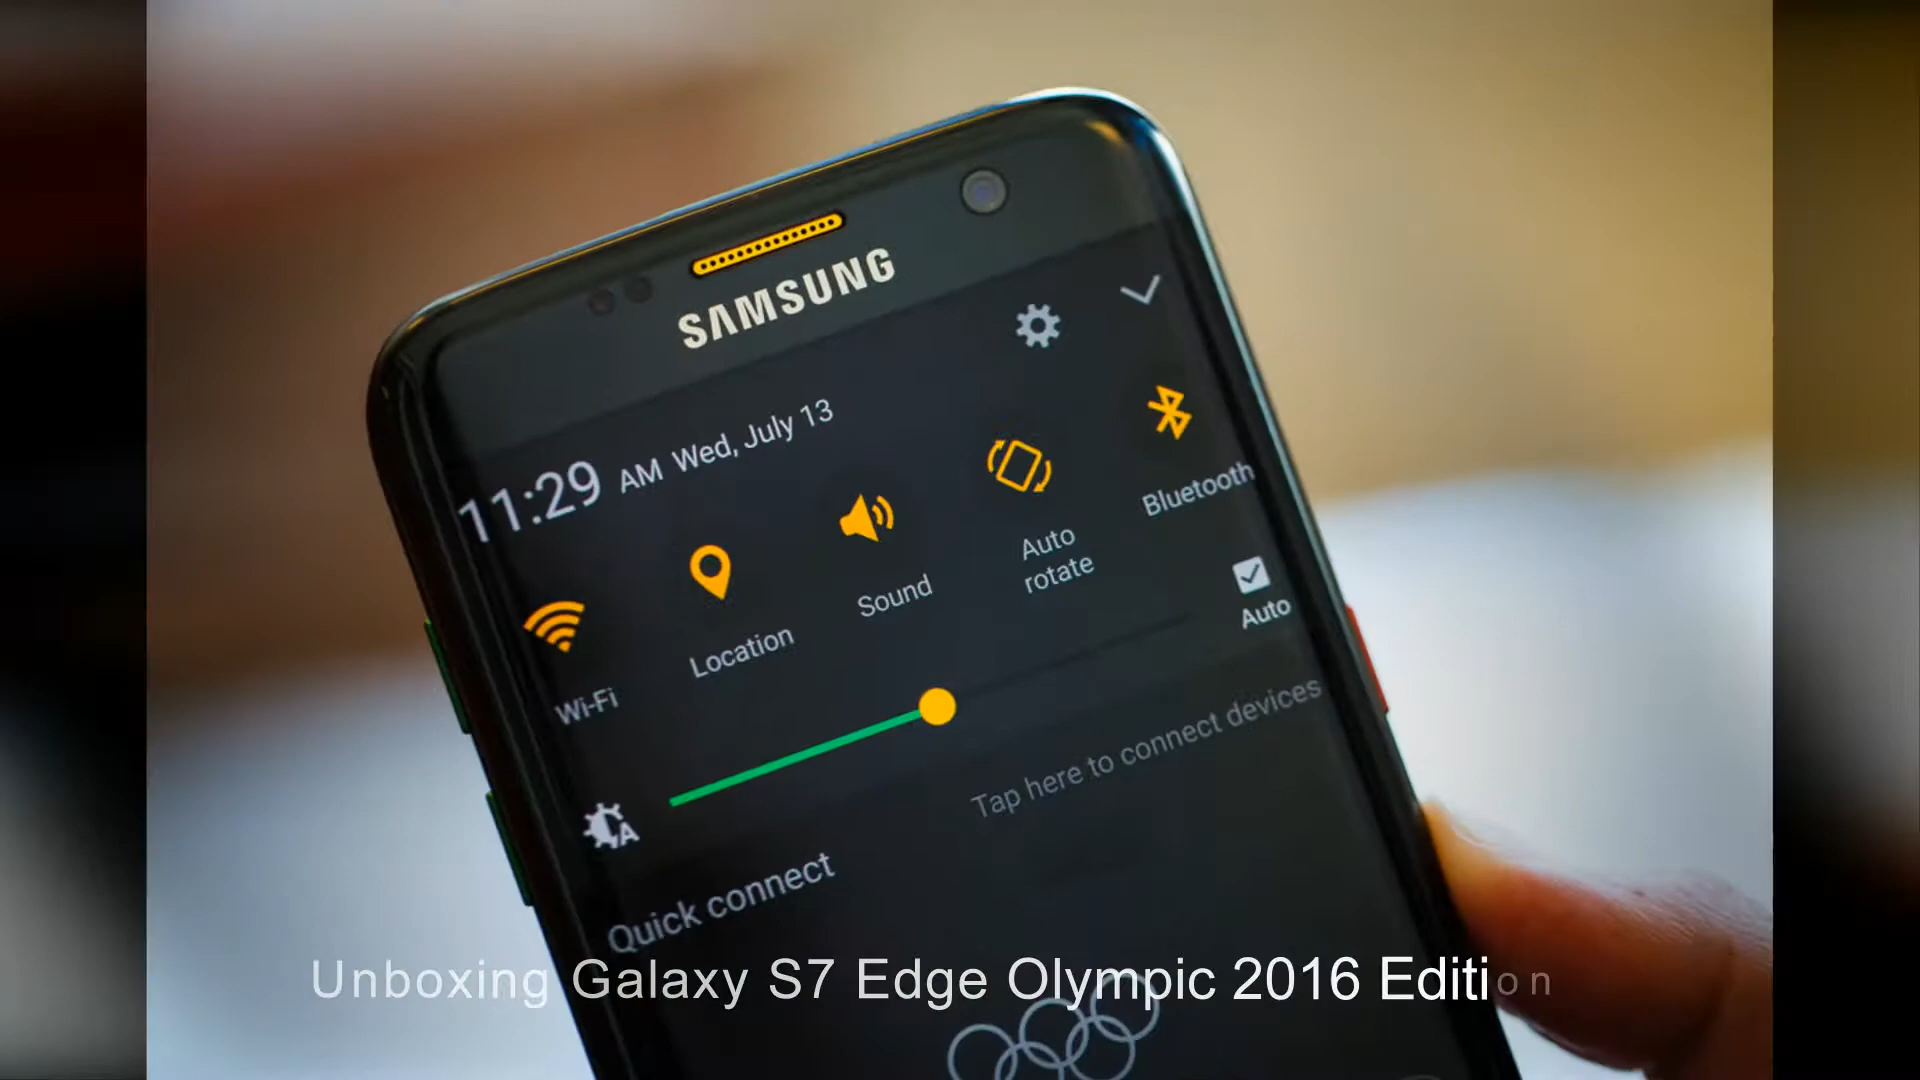 SAMSUNG
11:29 AM Wed, July 13
Wi-Fi
Location
Sound
Auto
rotate
Bluetooth
Auto
A
Quick connect
Tap here to connect devices
Unboxing Galaxy S7 Edge Olympic 2016 Edition